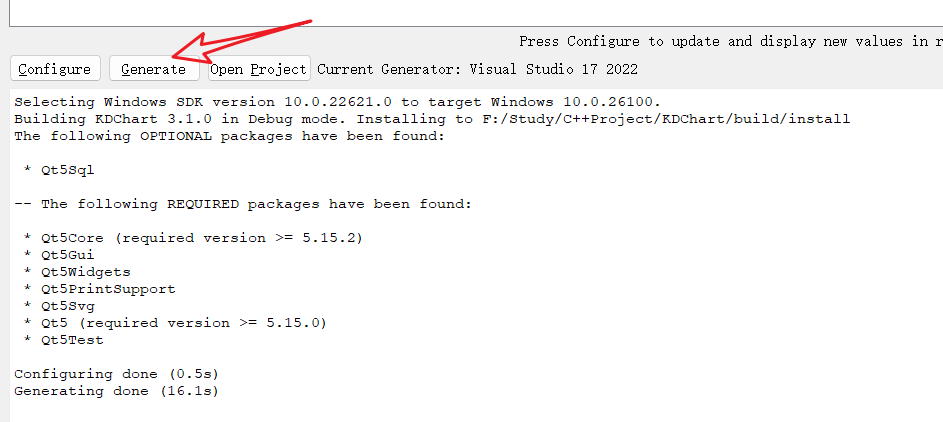 Press Configure to update and display new values in r
Configure Generate Open Project Current Generator: Visual Studio 17 2022
Selecting Windows SDK version 10.0.22621.0 to target Windows 10.0.26100.
Building KDChart 3.1.0 in Debug mode. Installing to F:/Study/C++Project/KDChart/build/install
The following OPTIONAL packages have been found:
* Qt5Sql
-- The following REQUIRED packages have been found:
* Qt5Core (required version >= 5.15.2)
* Qt5Gui
* Qt5Widgets
* Qt5PrintSupport
* Qt5Svg
* Qt5 (required version >= 5.15.0)
* Qt5Test
Configuring done (0.5s)
Generating done (16.1s)